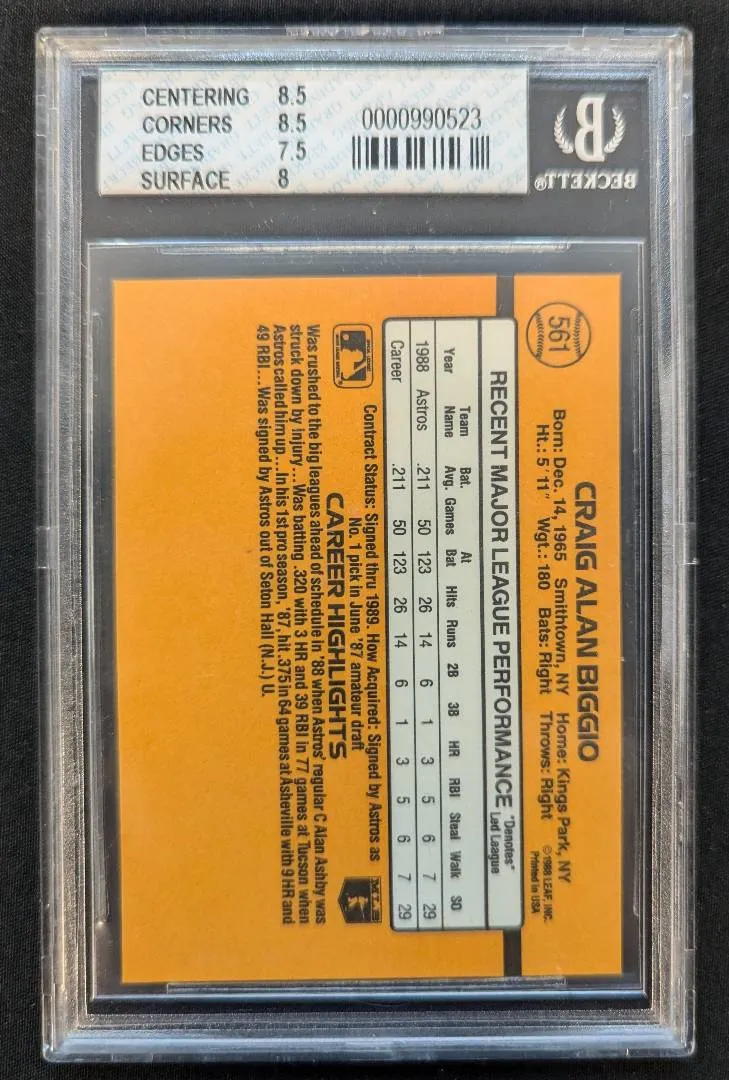 CENTERING 8.5
CORNERS 8.5
EDGES 7.5
SURFACE 8
0000990523
B
BECKETT®
561
CRAIG ALAN BIGGIO
Born: Dec. 14, 1965 Smithtown, NY Home: Kings Park, NY
Ht.: 5'11" Wgt.: 180 Bats: Right Throws: Right
©1988 LEAF, INC.
Printed in USA
RECENT MAJOR LEAGUE PERFORMANCE
*Denotes*
Led League
Year Team Name Bat. Avg. Games At Bat Hits Runs 2B 3B HR RBI Steal Walk SO
1988 Astros .211 50 123 26 14 6 1 3 5 6 7 29
Career .211 50 123 26 14 6 1 3 5 6 7 29
Contract Status: Signed thru 1989. How Acquired: Signed by Astros as
No. 1 pick in June '87 amateur draft
CAREER HIGHLIGHTS
Was rushed to the big leagues ahead of schedule in '88 when Astros' regular C Alan Ashby was
struck down by injury...Was batting .320 with 3 HR and 39 RBI in 77 games at Tucson when
Astros called him up...In his 1st pro season, '87, hit .375 in 64 games at Asheville with 9 HR and
49 RBI...Was signed by Astros out of Seton Hall (N.J.) U.